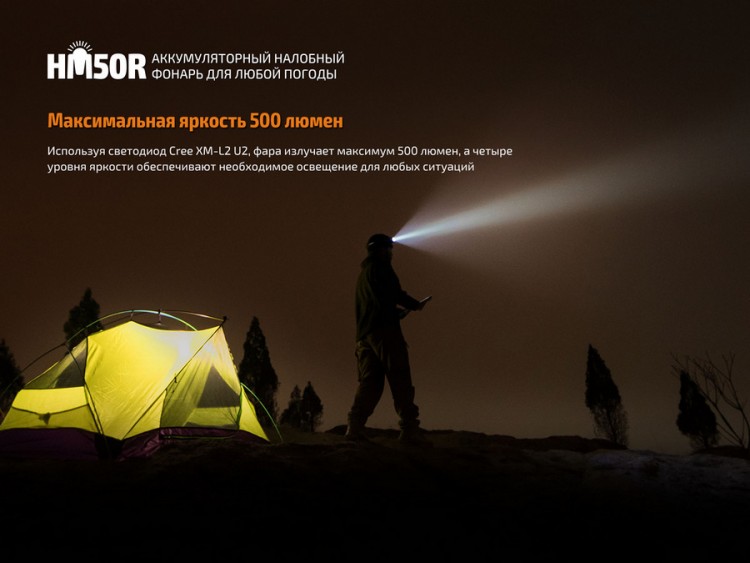 HM50R
АККУМУЛЯТОРНЫЙ НАЛОБНЫЙ
ФОНАРЬ ДЛЯ ЛЮБОЙ ПОГОДЫ
Максимальная яркость 500 люмен
Используя светодиод Cree XM-L2 U2, фара излучает максимум 500 люмен, а четыре
уровня яркости обеспечивают необходимое освещение для любых ситуаций